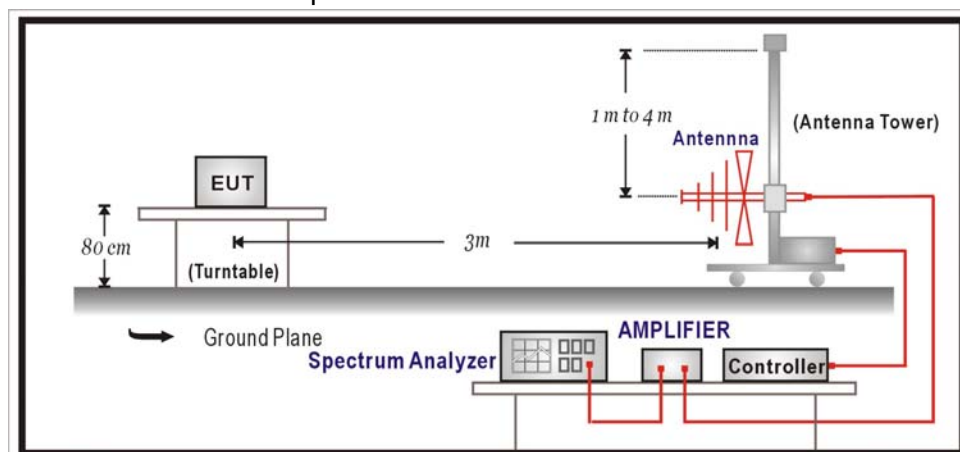 1 m to 4 m
(Antenna Tower)
Antennna
EUT
80 cm
3m
(Turntable)
Ground Plane
AMPLIFIER
Spectrum Analyzer
Controller